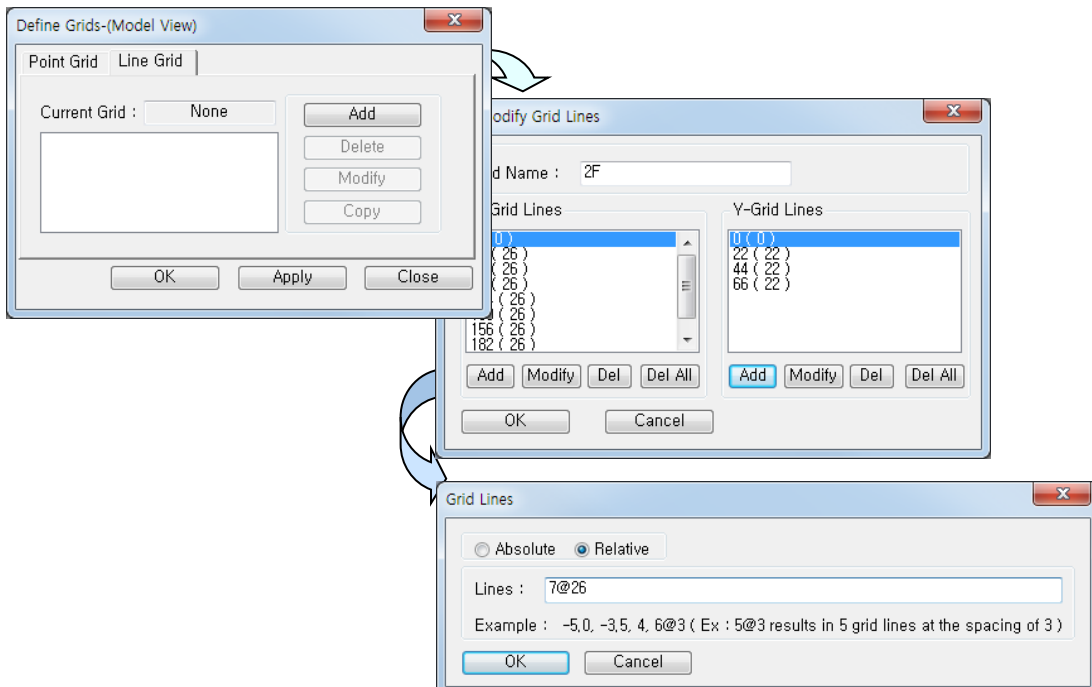 Define Grids-(Model View)
Point Grid Line Grid
Current Grid : None
Add
Delete
Modify
Copy
OK Apply Close
odify Grid Lines
d Name : 2F
Grid Lines
0 )
( 26 )
( 26 )
( 26 )
( 26 )
( 26 )
156 ( 26 )
182 ( 26 )
Add Modify Del Del All
Y-Grid Lines
0 ( 0 )
22 ( 22 )
44 ( 22 )
66 ( 22 )
Add Modify Del Del All
OK Cancel
Grid Lines
Absolute Relative
Lines : 7@26
Example : -5,0, -3,5, 4, 6@3 ( Ex : 5@3 results in 5 grid lines at the spacing of 3 )
OK Cancel